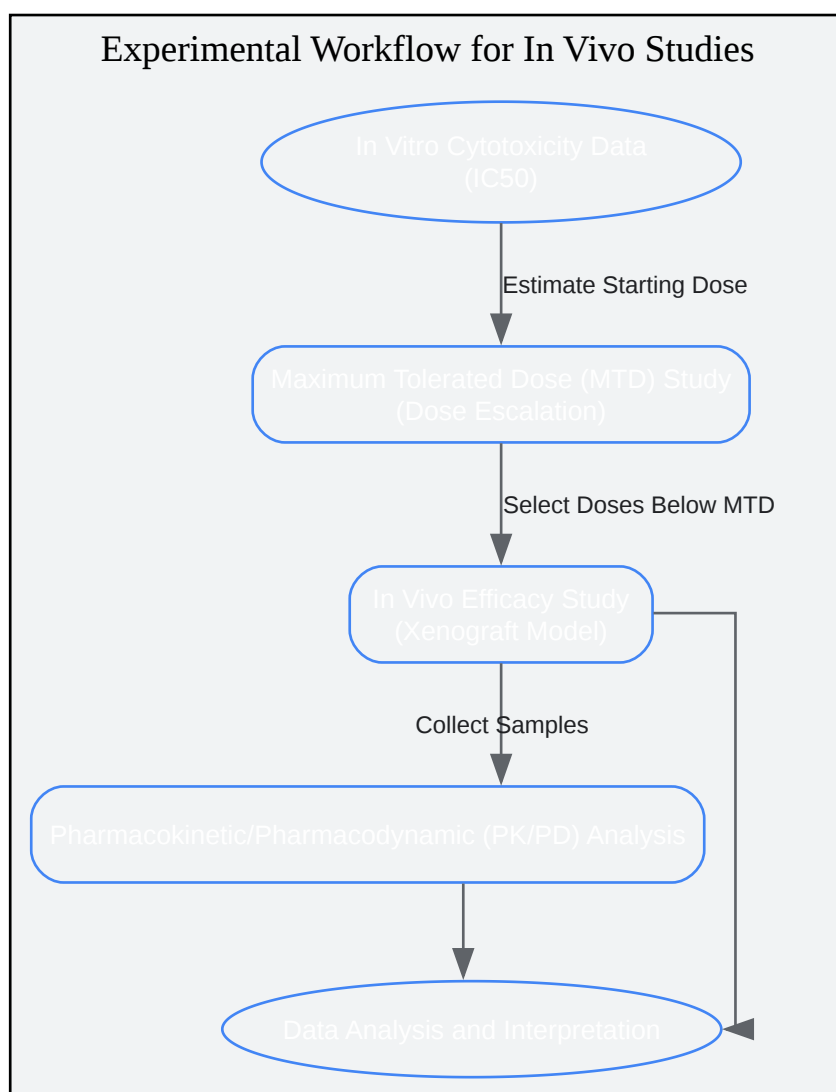 Experimental Workflow for In Vivo Studies
In Vitro Cytotoxicity Data
(IC50)
Estimate Starting Dose
Maximum Tolerated Dose (MTD) Study
(Dose Escalation)
Select Doses Below MTD
In Vivo Efficacy Study
(Xenograft Model)
Collect Samples
Pharmacokinetic/Pharmacodynamic (PK/PD) Analysis
Data Analysis and Interpretation